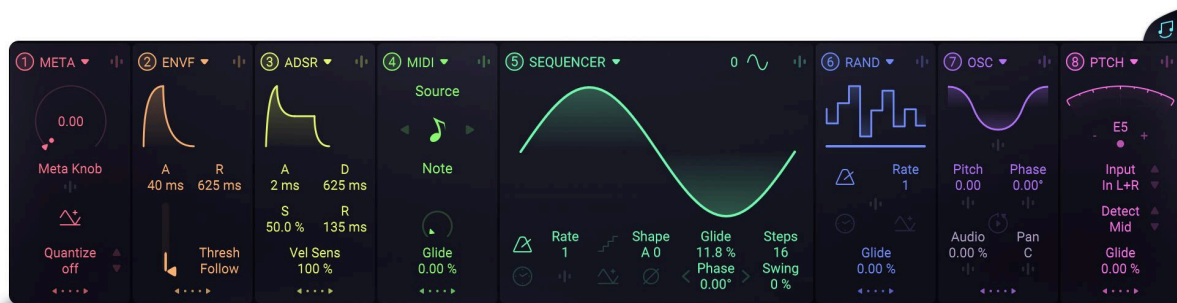 1 META
0.00
Meta Knob
Quantize
off
2 ENVF
A R
40 ms 625 ms
Thresh
Follow
3 ADSR
A D
2 ms 625 ms
S R
50.0 % 135 ms
Vel Sens
100 %
4 MIDI
Source
Note
Glide
0.00 %
5 SEQUENCER 0
Rate Shape Glide Steps
1 A 0 11.8 % 16
Phase Swing
0.00° 0 %
6 RAND
Rate
1
Glide
0.00 %
7 OSC
Pitch Phase
0.00 0.00°
Audio Pan
0.00 % C
8 PTCH
E5
- +
Input
In L+R
Detect
Mid
Glide
0.00 %